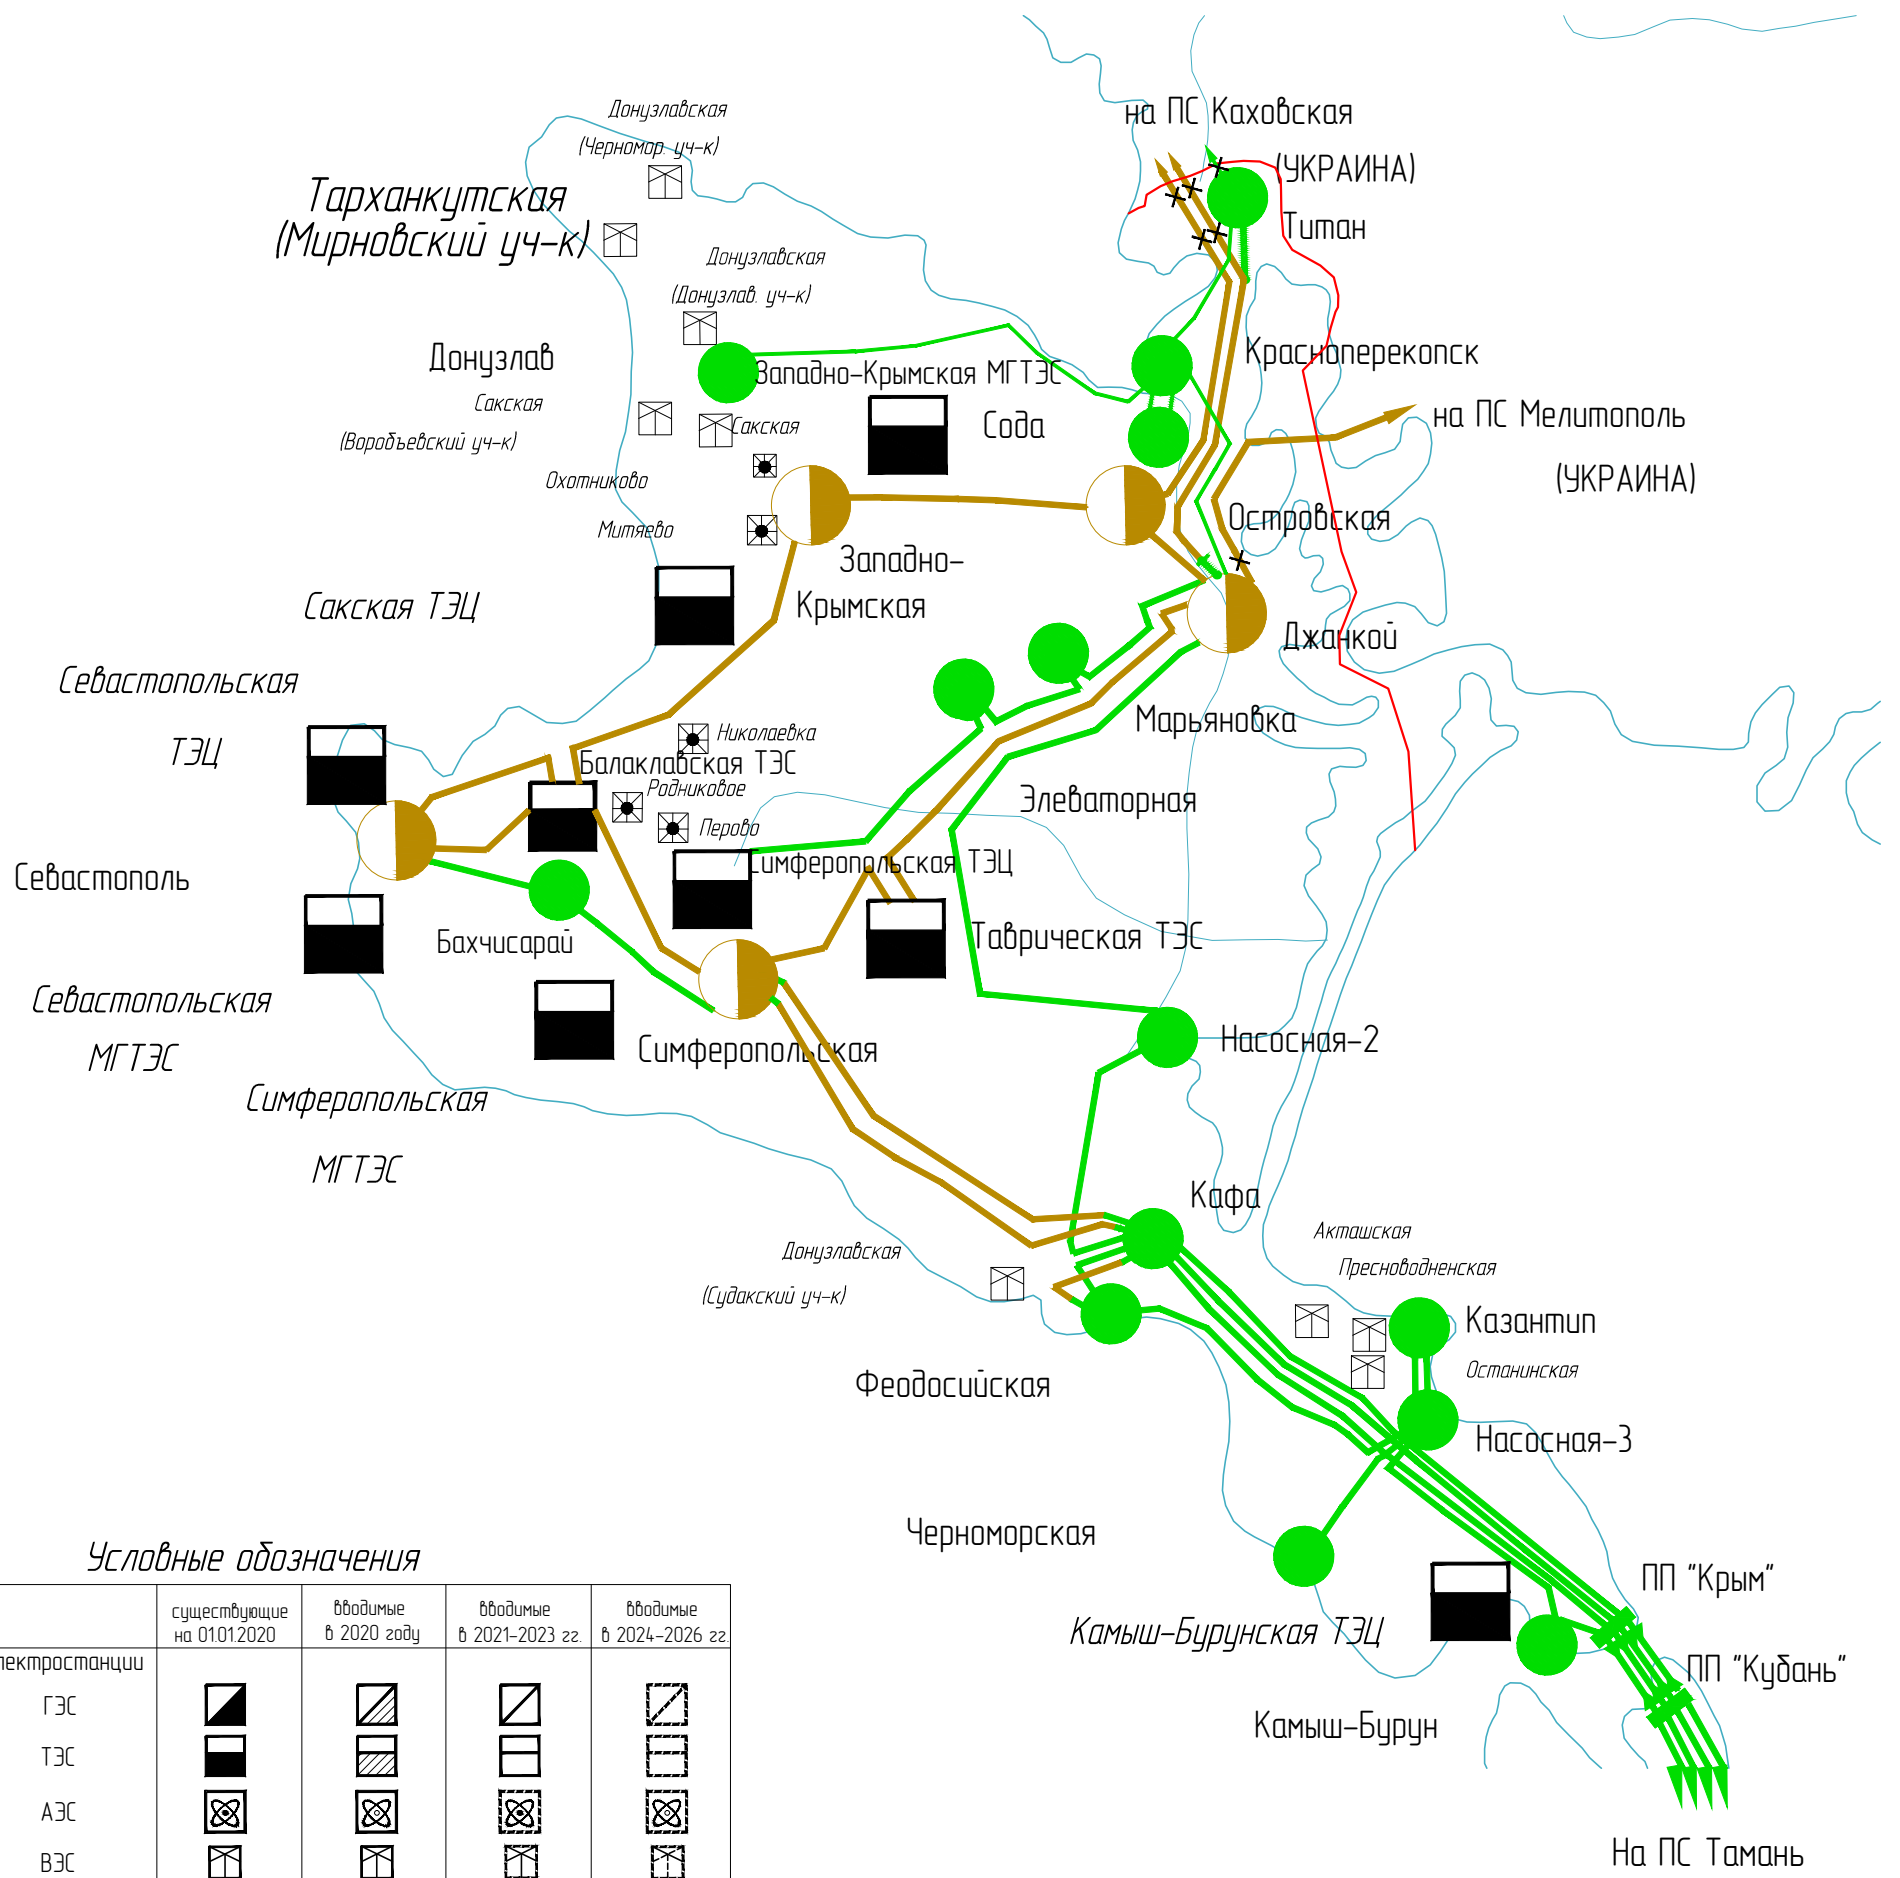 на ПС Каховская
(УКРАИНА)
Титан
Донузлавская
(Черномор. уч-к)
Тарханкутская
(Мирновский уч-к)
Донузлавская
(Донузлав. уч-к)
Донузлав
Западно-Крымская МГТЭС
Красноперекопск
Сакская
(Воробъевский уч-к)
Сакская
Сода
на ПС Мелитополь
(УКРАИНА)
Охотниково
Митяево
Островская
Западно-
Крымская
Сакская ТЭЦ
Джанкой
Севастопольская
ТЭЦ
Марьяновка
Николаевка
Балаклавская ТЭС
Родниковое
Перово
Элеваторная
Симферопольская ТЭЦ
Севастополь
Бахчисарай
Таврическая ТЭС
Севастопольская
МГТЭС
Симферопольская
Насосная-2
Симферопольская
МГТЭС
Кафа
Донузлавская
(Судакский уч-к)
Акташская
Пресноводненская
Казантип
Останинская
Феодосийская
Насосная-3
Черноморская
ПП "Крым"
Камыш-Бурунская ТЭЦ
ПП "Кубань"
Камыш-Бурун
На ПС Тамань
Условные обозначения
существующие
на 01.01.2020
вводимые
в 2020 году
вводимые
в 2021-2023 гг.
вводимые
в 2024-2026 гг.
лектростанции
ГЭС
ТЭС
АЭС
ВЭС